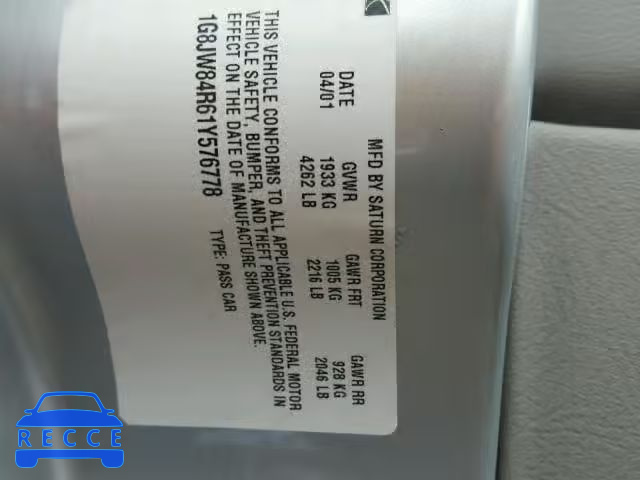 MFD BY SATURN CORPORATION
DATE GVWR GAWR FRT GAWR RR
04/01 1933 KG 1005 KG 928 KG
4262 LB 2216 LB 2046 LB
THIS VEHICLE CONFORMS TO ALL APPLICABLE U.S. FEDERAL MOTOR
VEHICLE SAFETY, BUMPER, AND THEFT PREVENTION STANDARDS IN
EFFECT ON THE DATE OF MANUFACTURE SHOWN ABOVE.
1G8JW84R61Y576778 TYPE: PASS CAR
RECCE